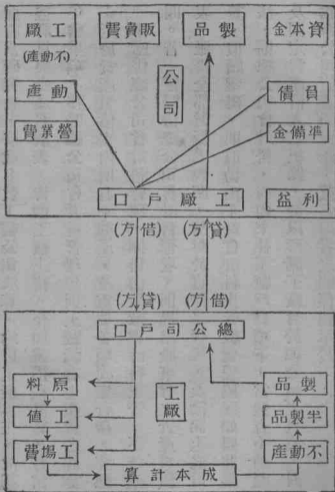 資本金
製品
販賣費
工廠
(不動產)
公司
負債
動產
準備金
營業費
利益
工廠戶口
(貸方)
(借方)
(借方)
(貸方)
總公司戶口
工廠
製品
原料
半製品
工値
不動產
工場費
成本計算